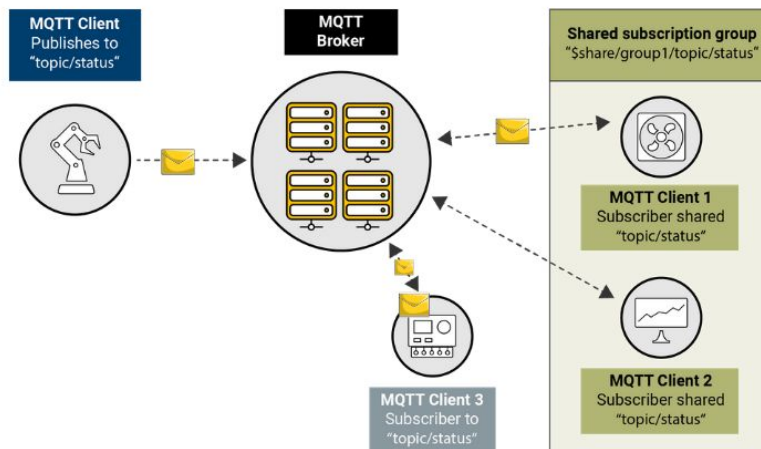 MQTT Client
Publishes to
“topic/status“
MQTT
Broker
Shared subscription group
“$share/group1/topic/status“
MQTT Client 1
Subscriber shared
“topic/status“
MQTT Client 2
Subscriber shared
“topic/status“
MQTT Client 3
Subscriber to
“topic/status“